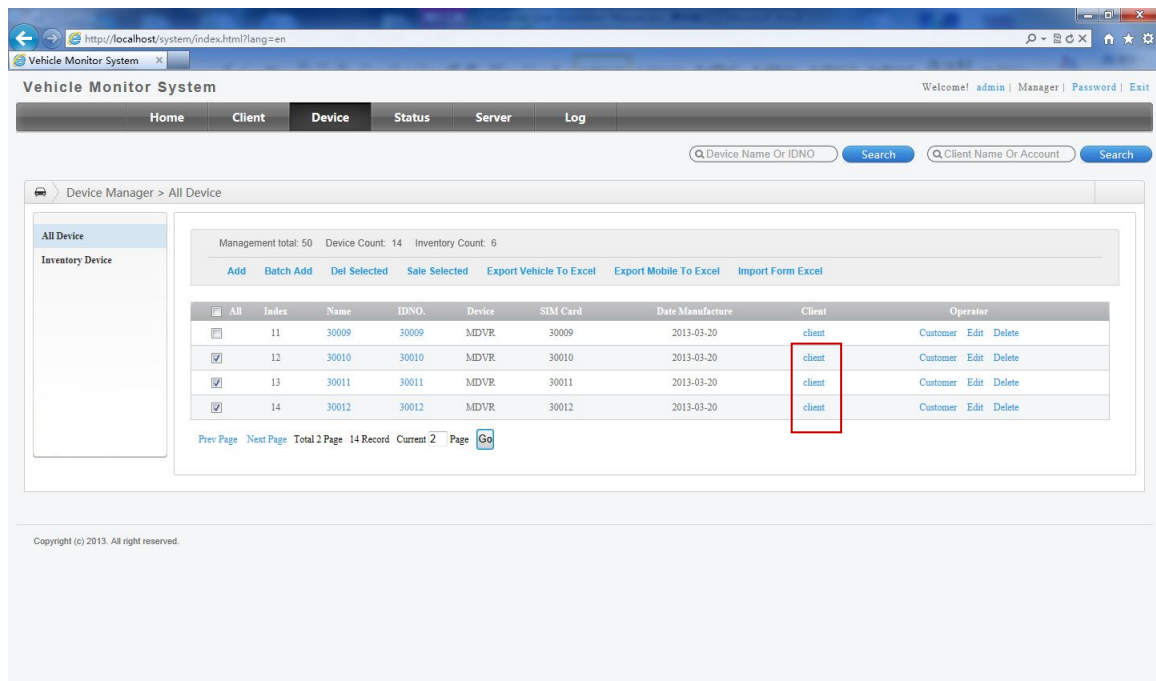 http://localhost/system/index.html?lang=en
Vehicle Monitor System
Vehicle Monitor System
Welcome! admin | Manager | Password | Exit
Home Client Device Status Server Log
Device Name Or IDNO Search Client Name Or Account Search
Device Manager > All Device
All Device
Inventory Device
Management total: 50 Device Count: 14 Inventory Count: 6
Add Batch Add Del Selected Sale Selected Export Vehicle To Excel Export Mobile To Excel Import Form Excel
All Index Name IDNO. Device SIM Card Date Manufacture Client Operator
11 30009 30009 MDVR 30009 2013-03-20 client Customer Edit Delete
12 30010 30010 MDVR 30010 2013-03-20 client Customer Edit Delete
13 30011 30011 MDVR 30011 2013-03-20 client Customer Edit Delete
14 30012 30012 MDVR 30012 2013-03-20 client Customer Edit Delete
Prev Page Next Page Total 2 Page 14 Record Current 2 Page Go
Copyright (c) 2013. All right reserved.